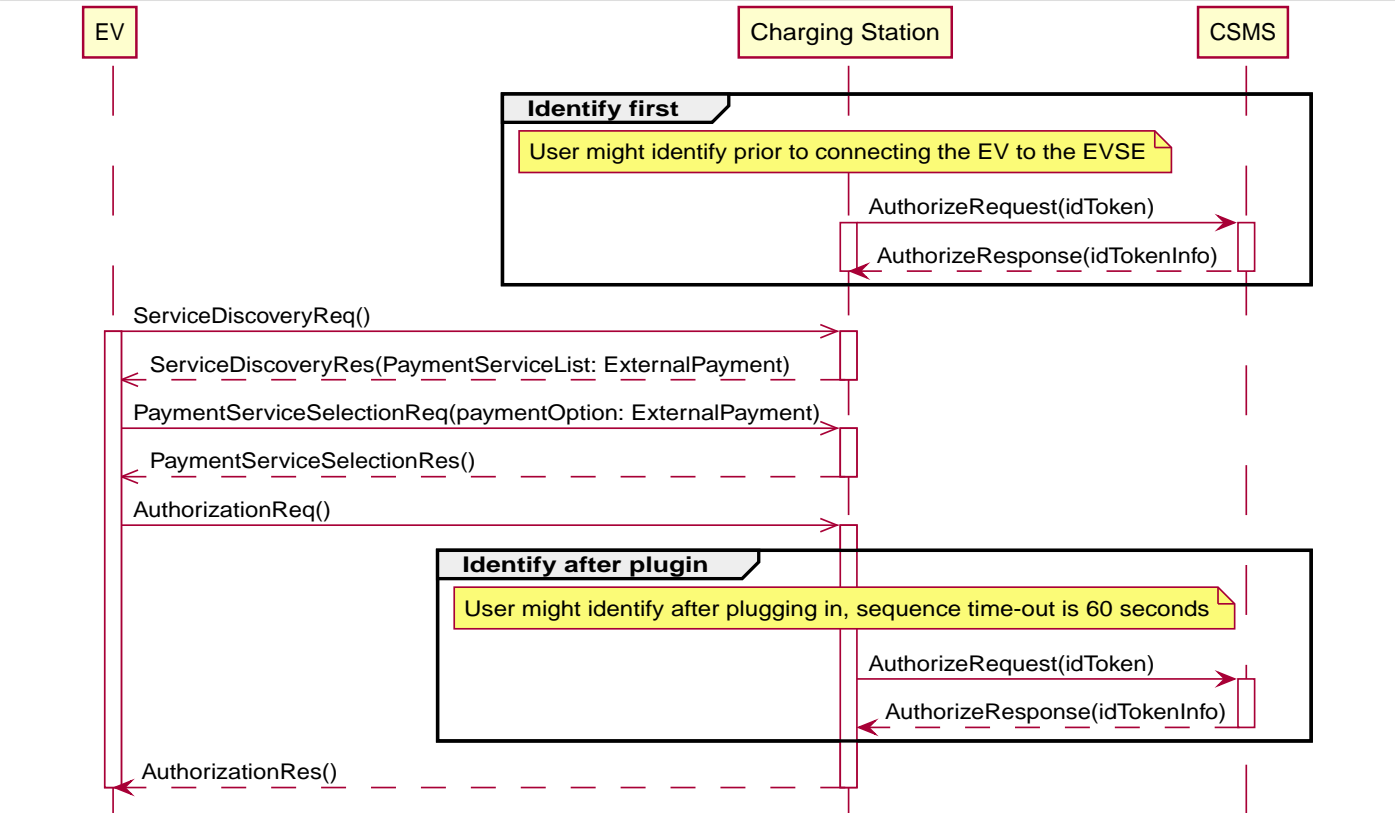 EV
Charging Station
CSMS
Identify first
User might identify prior to connecting the EV to the EVSE
AuthorizeRequest(idToken)
AuthorizeResponse(idTokenInfo)
ServiceDiscoveryReq()
ServiceDiscoveryRes(PaymentServiceList: ExternalPayment)
PaymentServiceSelectionReq(paymentOption: ExternalPayment)
PaymentServiceSelectionRes()
AuthorizationReq()
Identify after plugin
User might identify after plugging in, sequence time-out is 60 seconds
AuthorizeRequest(idToken)
AuthorizeResponse(idTokenInfo)
AuthorizationRes()